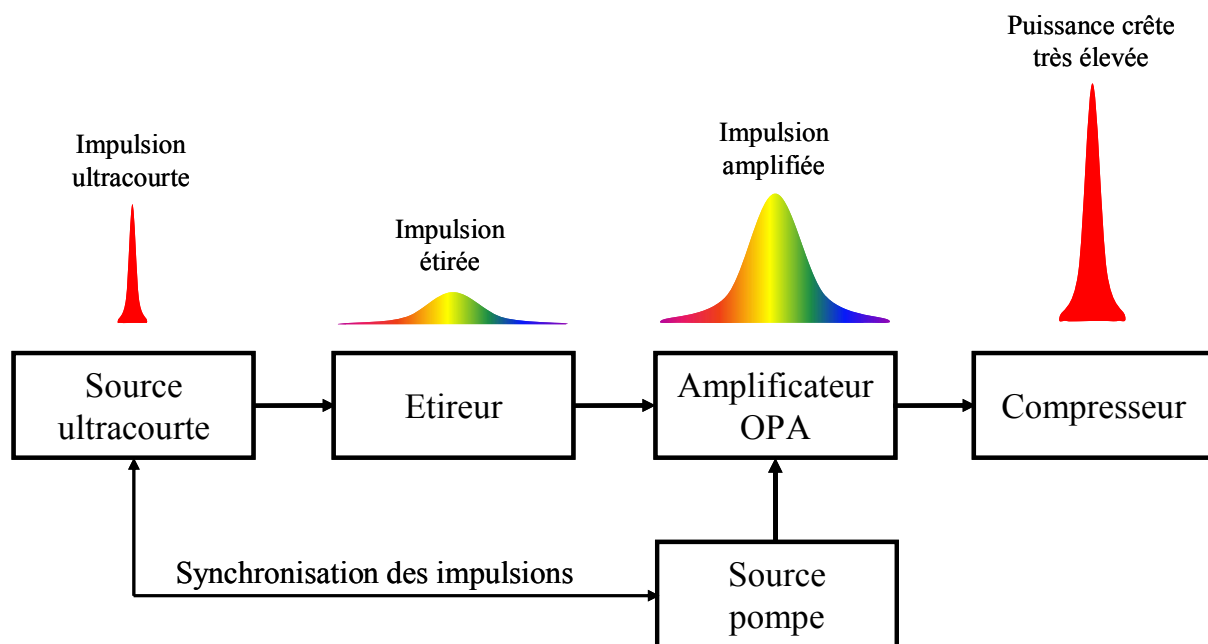 Puissance crête
très élevée
Impulsion
ultracourte
Impulsion
amplifiée
Impulsion
étirée
Source
ultracourte
Etireur
Amplificateur
OPA
Compresseur
Synchronisation des impulsions
Source
pompe